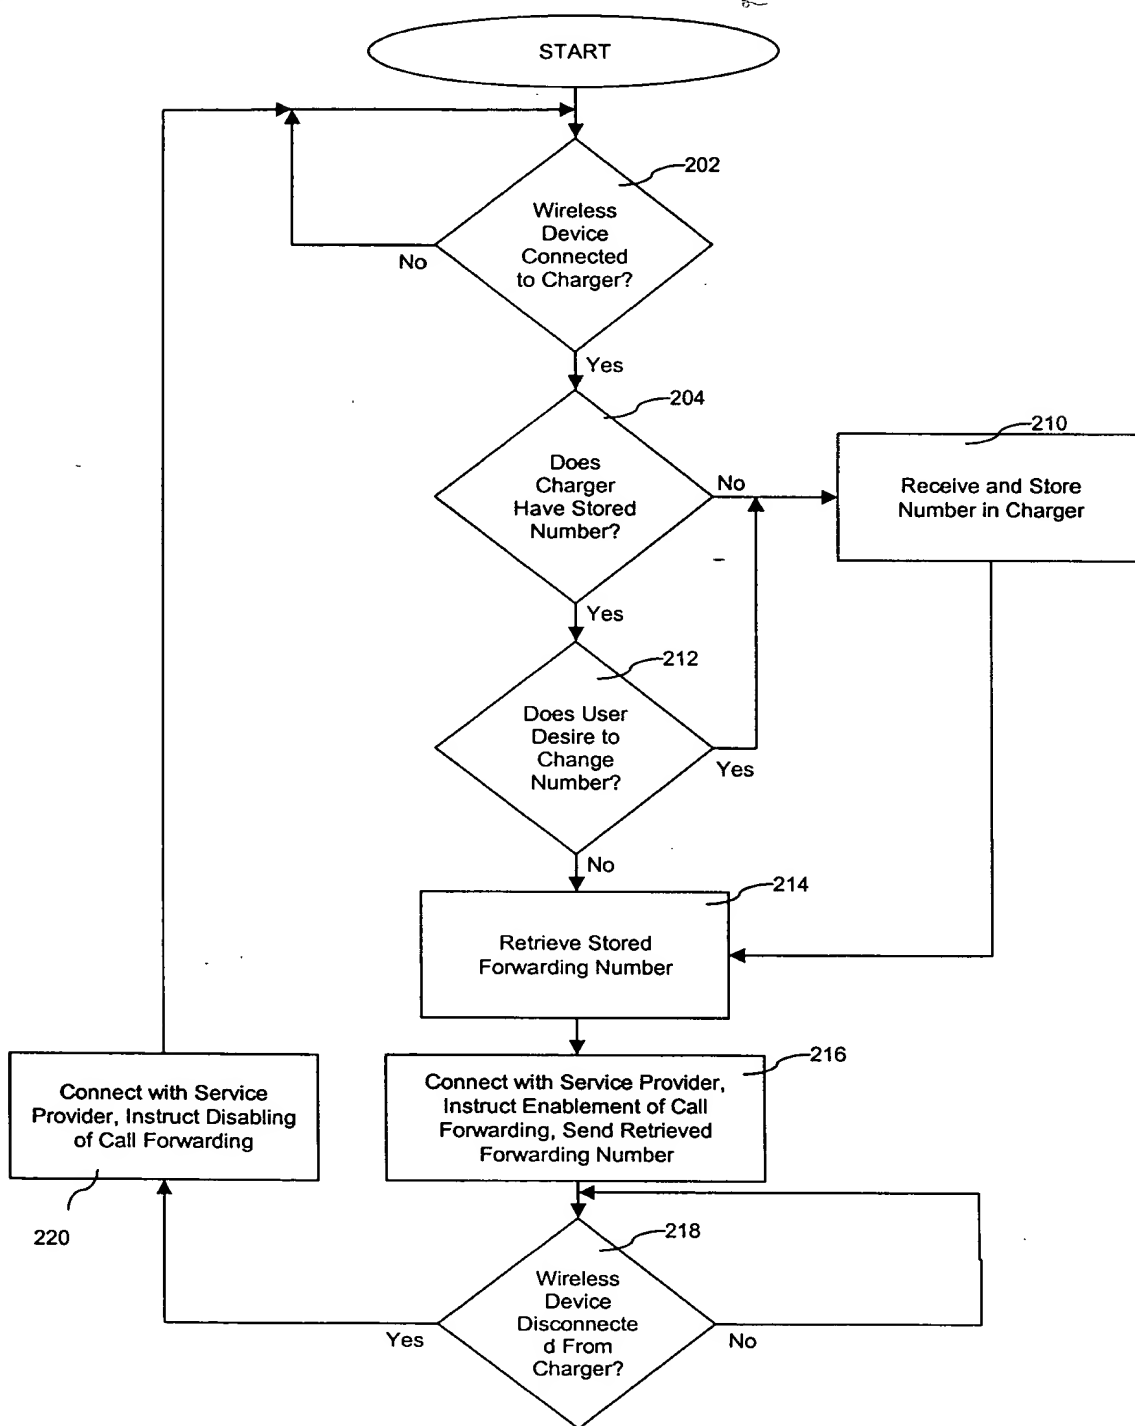 START
202
Wireless
Device
Connected
to Charger?
No
Yes
204
Does
Charger
Have Stored
Number?
No
210
Receive and Store
Number in Charger
Yes
212
Does User
Desire to
Change
Number?
Yes
No
214
Retrieve Stored
Forwarding Number
216
Connect with Service Provider,
Instruct Enablement of Call
Forwarding, Send Retrieved
Forwarding Number
Connect with Service
Provider, Instruct Disabling
of Call Forwarding
220
218
Wireless
Device
Disconnecte
d From
Charger?
Yes
No